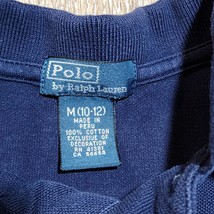 Polo
by Ralph Lauren
M (10-12)
MADE IN
PERU
100% COTTON
EXCLUSIVE OF
DECORATION
RN 41381
CA 56658